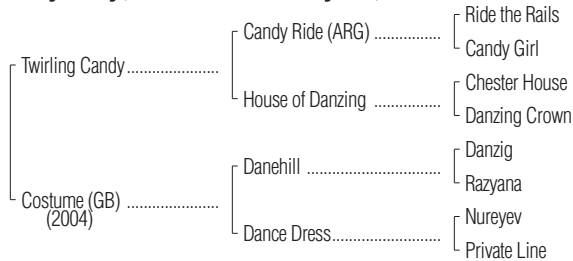 Ride the Rails
Candy Ride (ARG) ................
Candy Girl
Twirling Candy ......................
Chester House
House of Danzing ................
Danzing Crown
Danzig
Danehill ................................
Razyana
Costume (GB) ......................
(2004)
Nureyev
Dance Dress..........................
Private Line